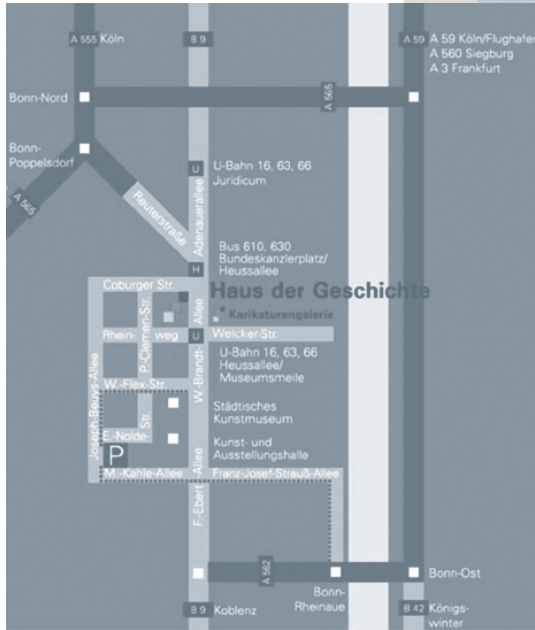 A 555 Köln
B 9
A 59 A 59 Köln/Flughafen
A 560 Siegburg
A 3 Frankfurt
Bonn-Nord
A 565
Bonn-
Poppelsdorf
A 565
U
U-Bahn 16, 63, 66
Juridicum
Reuterstraße
Adenauerallee
Bus 610, 630
Bundeskanzlerplatz/
Heussallee
H
Coburger Str.
Haus der Geschichte
Karikaturengalerie
P.-Clemen-Str.
W.-Brandt-Allee
Rhein- weg
U
Welcker-Str.
U-Bahn 16, 63, 66
Heussallee/
Museumsmeile
W.-Flex-Str.
Joseph-Beuys-Allee
Städtisches
Kunstmuseum
E.-Nolde-Str.
Kunst- und
Ausstellungshalle
P
M.-Kahle-Allee
Franz-Josef-Strauß-Allee
F.-Ebert-Allee
A 562
Bonn-Ost
Bonn-
Rheinaue
B 9 Koblenz
B 42 Königs-
winter